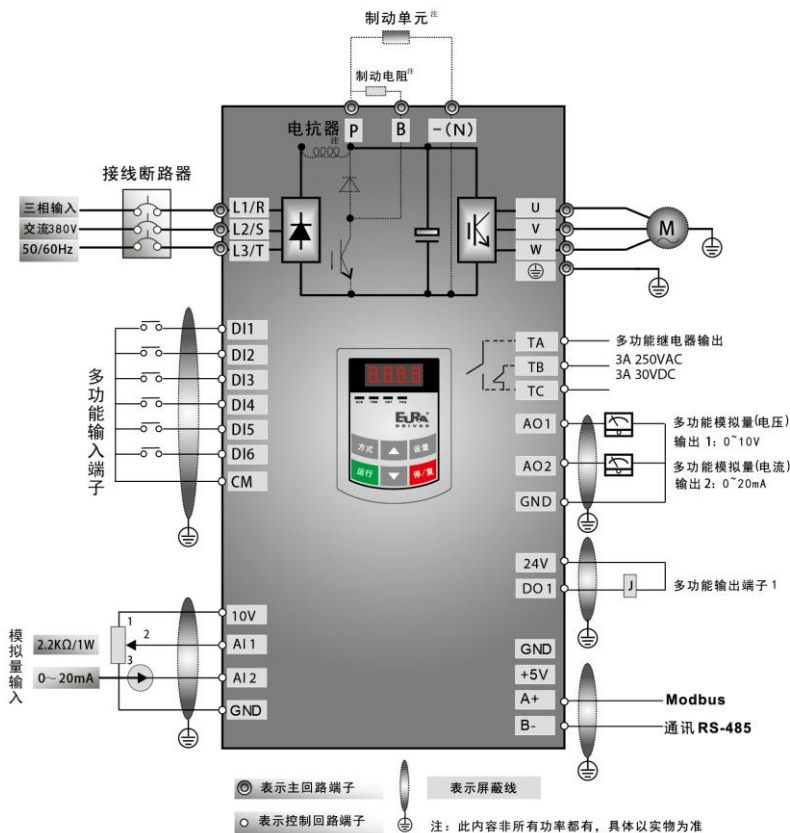 制动单元注
制动电阻注
P
B
-(N)
电抗器注
接线断路器
三相输入
交流380V
50/60Hz
L1/R
L2/S
L3/T
U
V
W
M
DI1
DI2
DI3
DI4
DI5
DI6
CM
多功能输入端子
EURA
DRIVES
方式
设置
运行
停/复
TA
TB
TC
多功能继电器输出
3A 250VAC
3A 30VDC
AO1
AO2
GND
多功能模拟量(电压)
输出 1: 0~10V
多功能模拟量(电流)
输出 2: 0~20mA
24V
DO1
J
多功能输出端子 1
模拟量输入
2.2KΩ/1W
0～20mA
1
2
3
10V
AI1
AI2
GND
GND
+5V
A+
B-
Modbus
通讯 RS-485
表示主回路端子
表示屏蔽线
表示控制回路端子
注: 此内容非所有功率都有，具体以实物为准